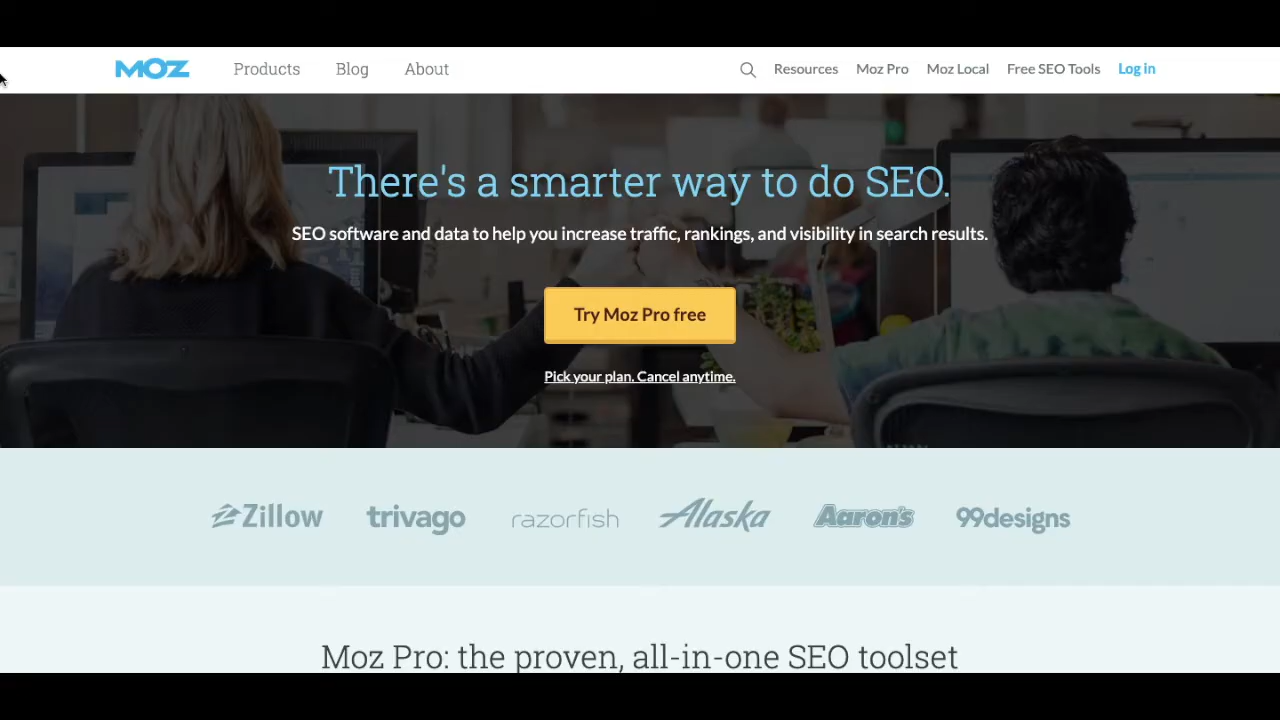 MOZ Products Blog About Resources Moz Pro Moz Local Free SEO Tools Log in
There's a smarter way to do SEO.
SEO software and data to help you increase traffic, rankings, and visibility in search results.
Try Moz Pro free
Pick your plan. Cancel anytime.
Zillow trivago razorfish Alaska Aaron's 99designs
Moz Pro: the proven, all-in-one SEO toolset